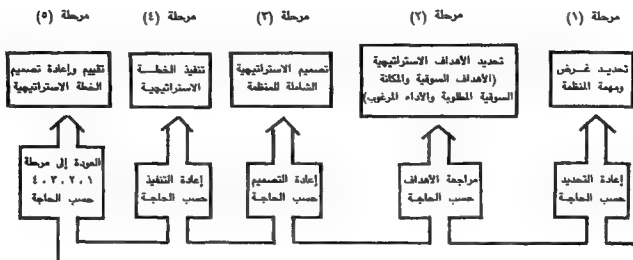 مرحلة (١)
مرحلة (٢)
مرحلة (٣)
مرحلة (٤)
مرحلة (٥)
تحديد غرض
ومهمة المنظمة
تحديد الأهداف الاستراتيجية
(الأهداف السوقية والمكانة
السوقية المطلوبة والأداء المرغوب)
تصميم الاستراتيجية
الشاملة للمنظمة
تنفيذ الخطة
الاستراتيجية
تقييم وإعادة تصميم
الخطة الاستراتيجية
إعادة التحديد
حسب الحاجة
مراجعة الأهداف
حسب الحاجة
إعادة التصميم
حسب الحاجة
إعادة التنفيذ
حسب الحاجة
العودة إلى مرحلة
٤،٣،٢،١
حسب الحاجة